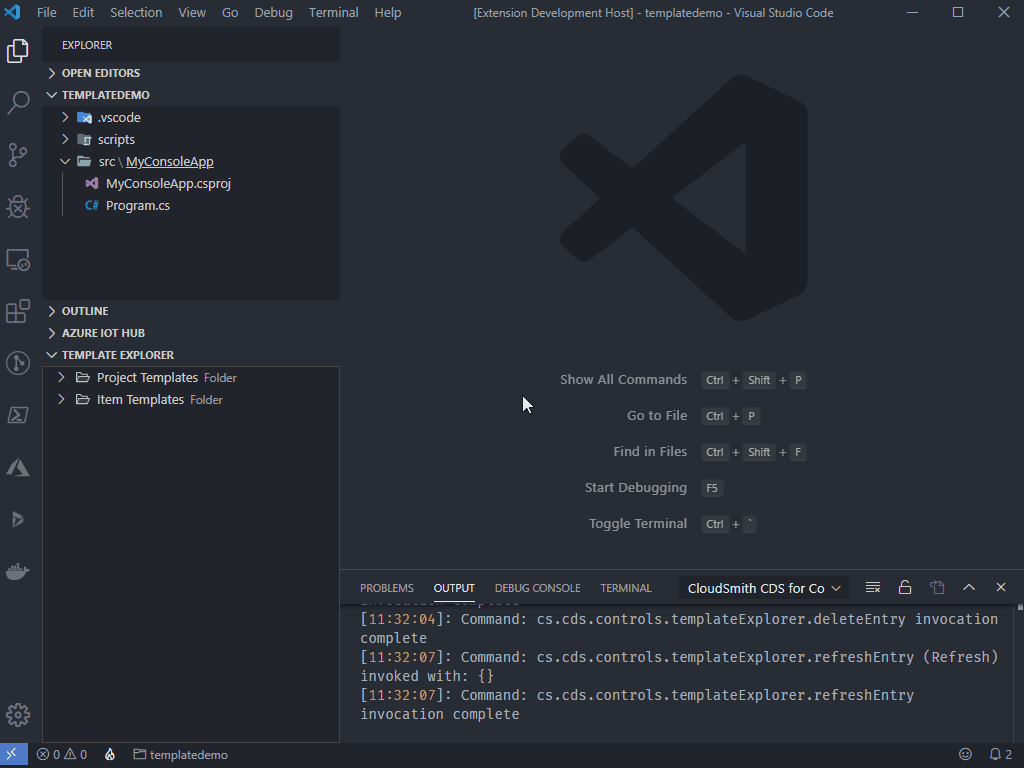 File Edit Selection View Go Debug Terminal Help [Extension Development Host] - templatedemo - Visual Studio Code
EXPLORER
OPEN EDITORS
TEMPLATEDEMO
.vscode
scripts
src \ MyConsoleApp
MyConsoleApp.csproj
C# Program.cs
OUTLINE
AZURE IOT HUB
TEMPLATE EXPLORER
Project Templates Folder
Item Templates Folder
Show All Commands Ctrl + Shift + P
Go to File Ctrl + P
Find in Files Ctrl + Shift + F
Start Debugging F5
Toggle Terminal Ctrl + `
PROBLEMS OUTPUT DEBUG CONSOLE TERMINAL CloudSmith CDS for Co
invocation complete
[11:32:04]: Command: cs.cds.controls.templateExplorer.deleteEntry invocation
complete
[11:32:07]: Command: cs.cds.controls.templateExplorer.refreshEntry (Refresh)
invoked with: {}
[11:32:07]: Command: cs.cds.controls.templateExplorer.refreshEntry
invocation complete
0 0 templatedemo 2